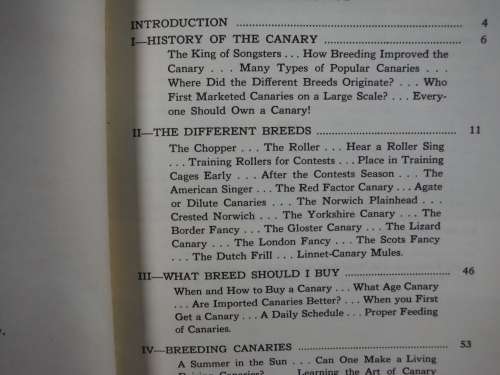 INTRODUCTION 4
I—HISTORY OF THE CANARY 6
The King of Songsters . . . How Breeding Improved the
Canary . . . Many Types of Popular Canaries . . .
Where Did the Different Breeds Originate? . . . Who
First Marketed Canaries on a Large Scale? . . . Every-
one Should Own a Canary!
II—THE DIFFERENT BREEDS 11
The Chopper . . . The Roller . . . Hear a Roller Sing
. . . Training Rollers for Contests . . . Place in Training
Cages Early . . . After the Contests Season . . . The
American Singer . . . The Red Factor Canary . . . Agate
or Dilute Canaries . . . The Norwich Plainhead . . .
Crested Norwich . . . The Yorkshire Canary . . . The
Border Fancy . . . The Gloster Canary . . . The Lizard
Canary . . . The London Fancy . . . The Scots Fancy
. . . The Dutch Frill . . . Linnet-Canary Mules.
III—WHAT BREED SHOULD I BUY 46
When and How to Buy a Canary . . . What Age Canary
. . . Are Imported Canaries Better? . . . When you First
Get a Canary . . . A Daily Schedule . . . Proper Feeding
of Canaries.
IV—BREEDING CANARIES 53
A Summer in the Sun . . . Can One Make a Living
Canaries . . . Learning the Art of Canary